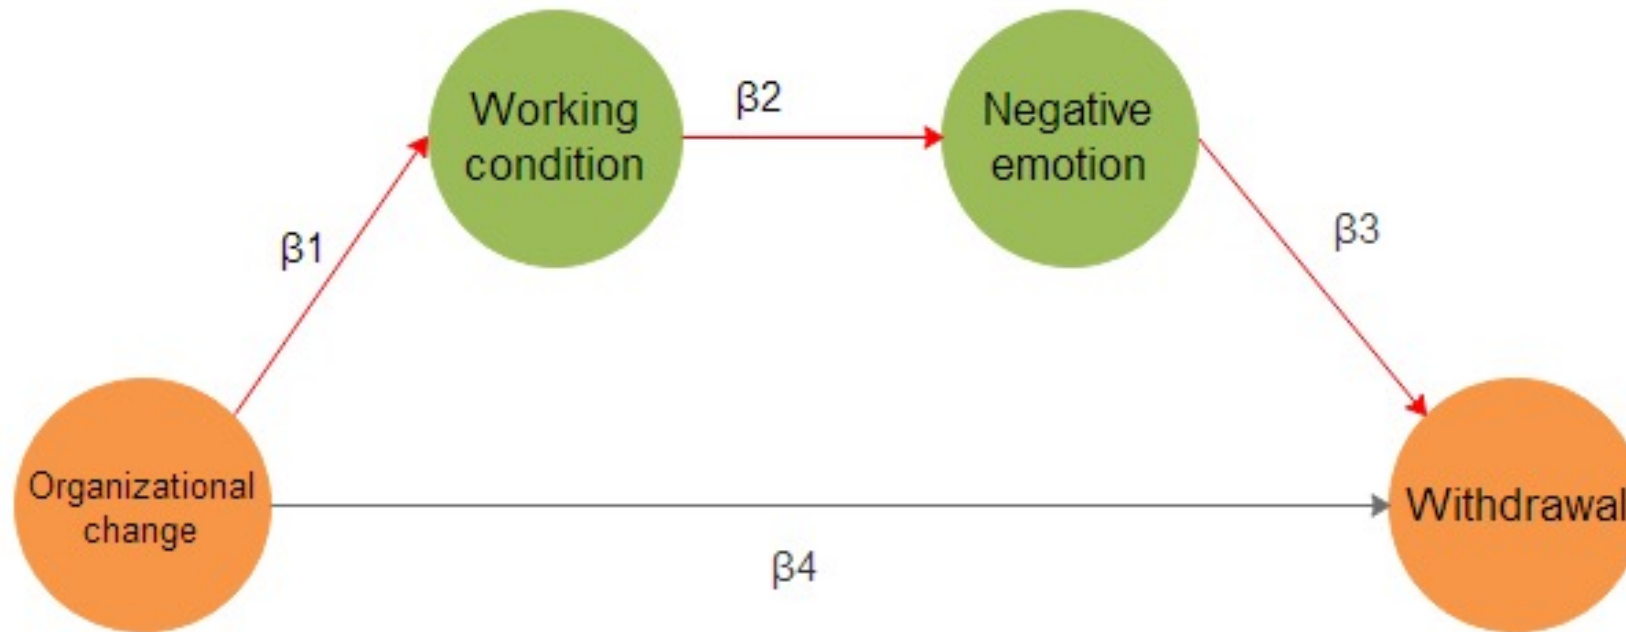 Working
condition
β2
Negative
emotion
β1
β3
Organizational
change
Withdrawal
β4